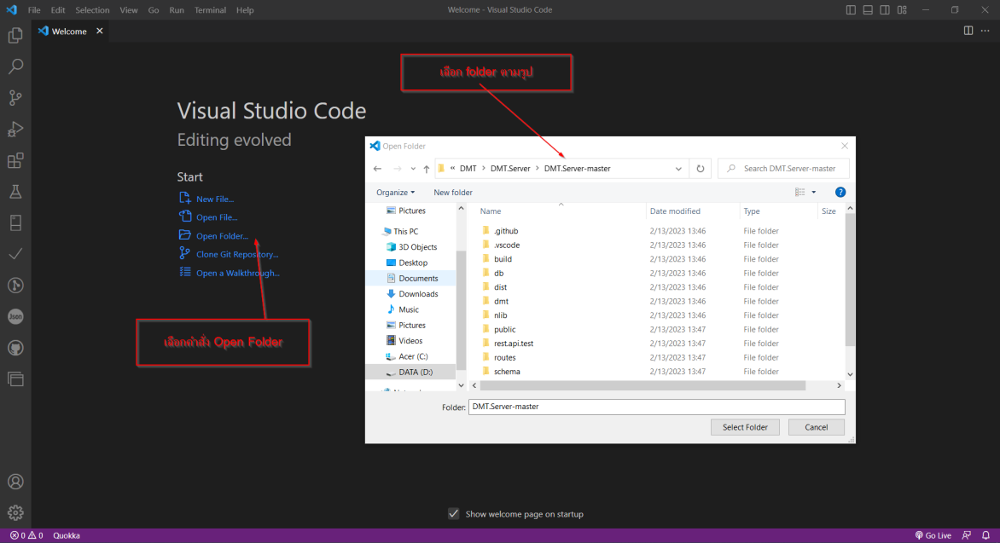 File Edit Selection View Go Run Terminal Help
Welcome - Visual Studio Code
Welcome
เลือก folder ตามรูป
Visual Studio Code
Editing evolved
Start
New File...
Open File...
Open Folder...
Clone Git Repository...
Open a Walkthrough...
เลือกคำสั่ง Open Folder
Open Folder
« DMT > DMT.Server > DMT.Server-master
Search DMT.Server-master
Organize New folder
Pictures
This PC
3D Objects
Desktop
Documents
Downloads
Music
Pictures
Videos
Acer (C:)
DATA (D:)
Name Date modified Type Size
.github 2/13/2023 13:46 File folder
.vscode 2/13/2023 13:46 File folder
build 2/13/2023 13:46 File folder
db 2/13/2023 13:46 File folder
dist 2/13/2023 13:46 File folder
dmt 2/13/2023 13:46 File folder
nlib 2/13/2023 13:46 File folder
public 2/13/2023 13:47 File folder
rest.api.test 2/13/2023 13:47 File folder
routes 2/13/2023 13:47 File folder
schema 2/13/2023 13:47 File folder
Folder: DMT.Server-master
Select Folder Cancel
Show welcome page on startup
Json
0 0 Quokka
Go Live